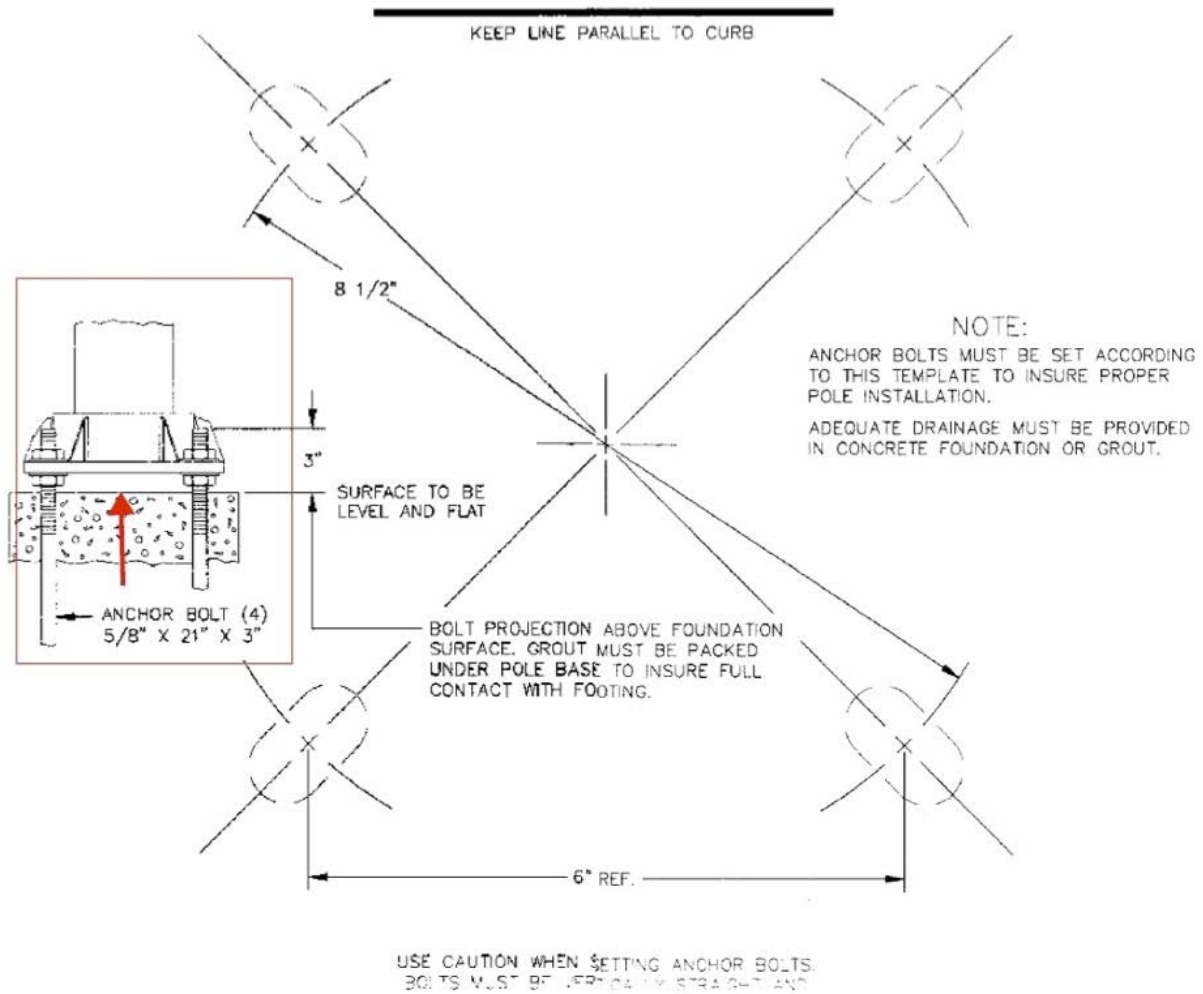 KEEP LINE PARALLEL TO CURB
8 1/2"
NOTE:
ANCHOR BOLTS MUST BE SET ACCORDING
TO THIS TEMPLATE TO INSURE PROPER
POLE INSTALLATION.
ADEQUATE DRAINAGE MUST BE PROVIDED
IN CONCRETE FOUNDATION OR GROUT.
3"
SURFACE TO BE
LEVEL AND FLAT
ANCHOR BOLT (4)
5/8" X 21" X 3"
BOLT PROJECTION ABOVE FOUNDATION
SURFACE. GROUT MUST BE PACKED
UNDER POLE BASE TO INSURE FULL
CONTACT WITH FOOTING.
6" REF.
USE CAUTION WHEN SETTING ANCHOR BOLTS.
BOLTS MUST BE VERTICALLY STRAIGHT AND